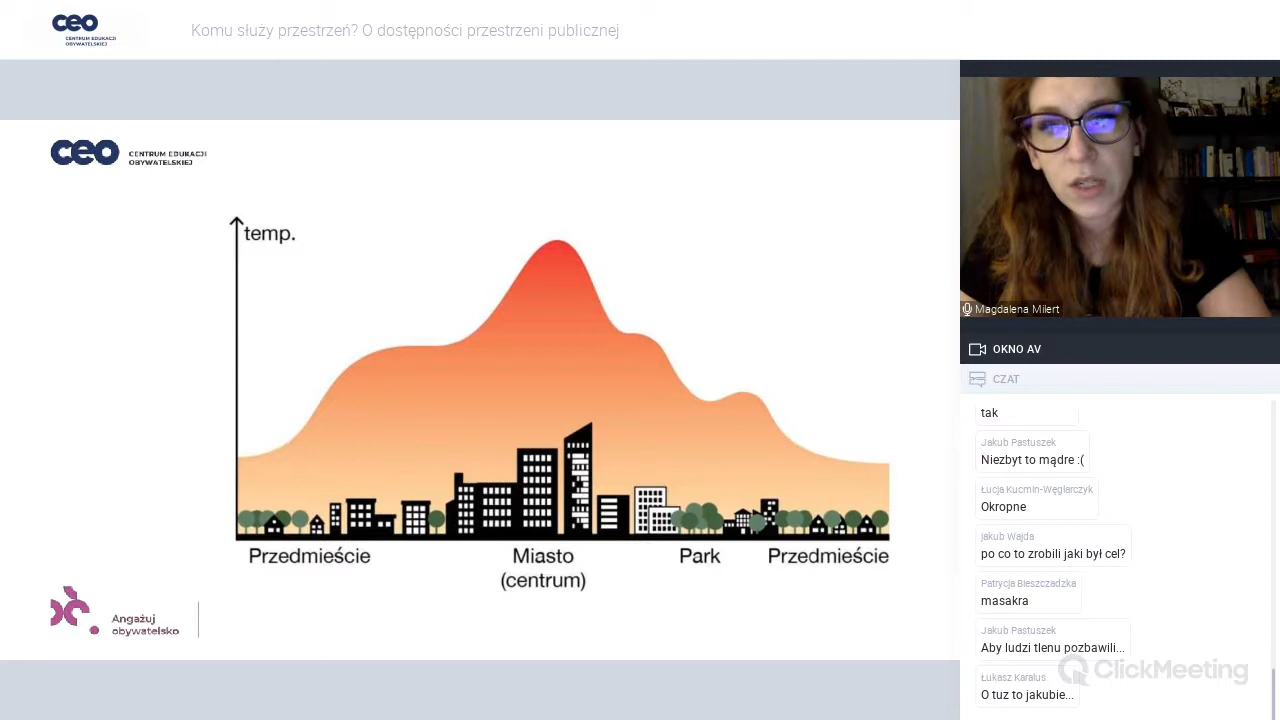 ceo
CENTRUM EDUKACJI
OBYWATELSKIEJ
Komu służy przestrzeń? O dostępności przestrzeni publicznej
ceo
CENTRUM EDUKACJI
OBYWATELSKIEJ
temp.
Przedmieście
Miasto
(centrum)
Park
Przedmieście
Angażuj
obywatelsko
Magdalena Milert
OKNO AV
CZAT
tak
Jakub Pastuszek
Niezbyt to mądre :(
Łucja Kucmin-Węglarczyk
Okropne
jakub Wajda
po co to zrobili jaki był cel?
Patrycja Bieszczadzka
masakra
Jakub Pastuszek
Aby ludzi tlenu pozbawili...
Łukasz Karalus
O tuz to jakubie...
ClickMeeting